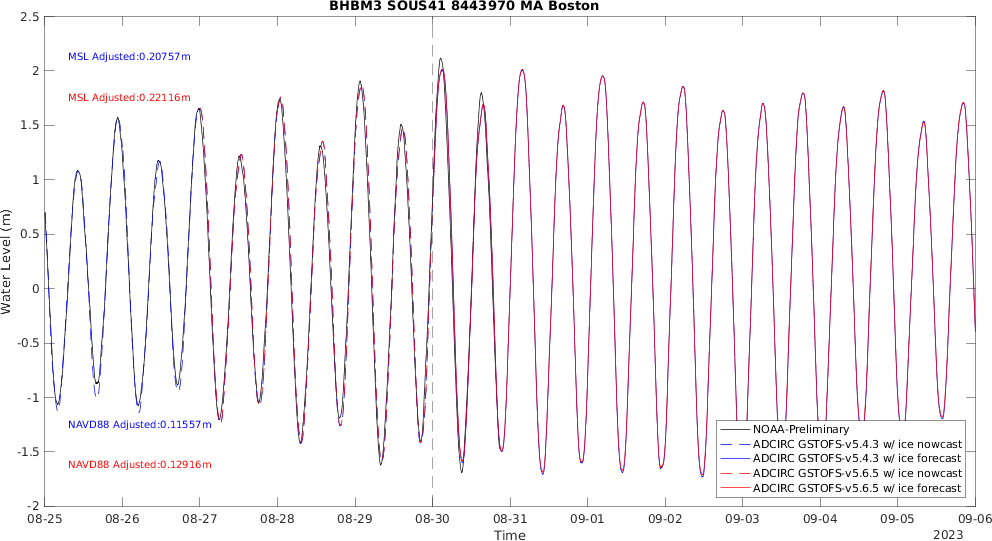 BHBM3 SOUS41 8443970 MA Boston
2.5
2
1.5
1
0.5
0
-0.5
-1
-1.5
-2
Water Level (m)
MSL Adjusted:0.20757m
MSL Adjusted:0.22116m
NAVD88 Adjusted:0.11557m
NAVD88 Adjusted:0.12916m
NOAA-Preliminary
ADCIRC GSTOFS-v5.4.3 w/ ice nowcast
ADCIRC GSTOFS-v5.4.3 w/ ice forecast
ADCIRC GSTOFS-v5.6.5 w/ ice nowcast
ADCIRC GSTOFS-v5.6.5 w/ ice forecast
08-25 08-26 08-27 08-28 08-29 08-30 08-31 09-01 09-02 09-03 09-04 09-05 09-06
Time
2023